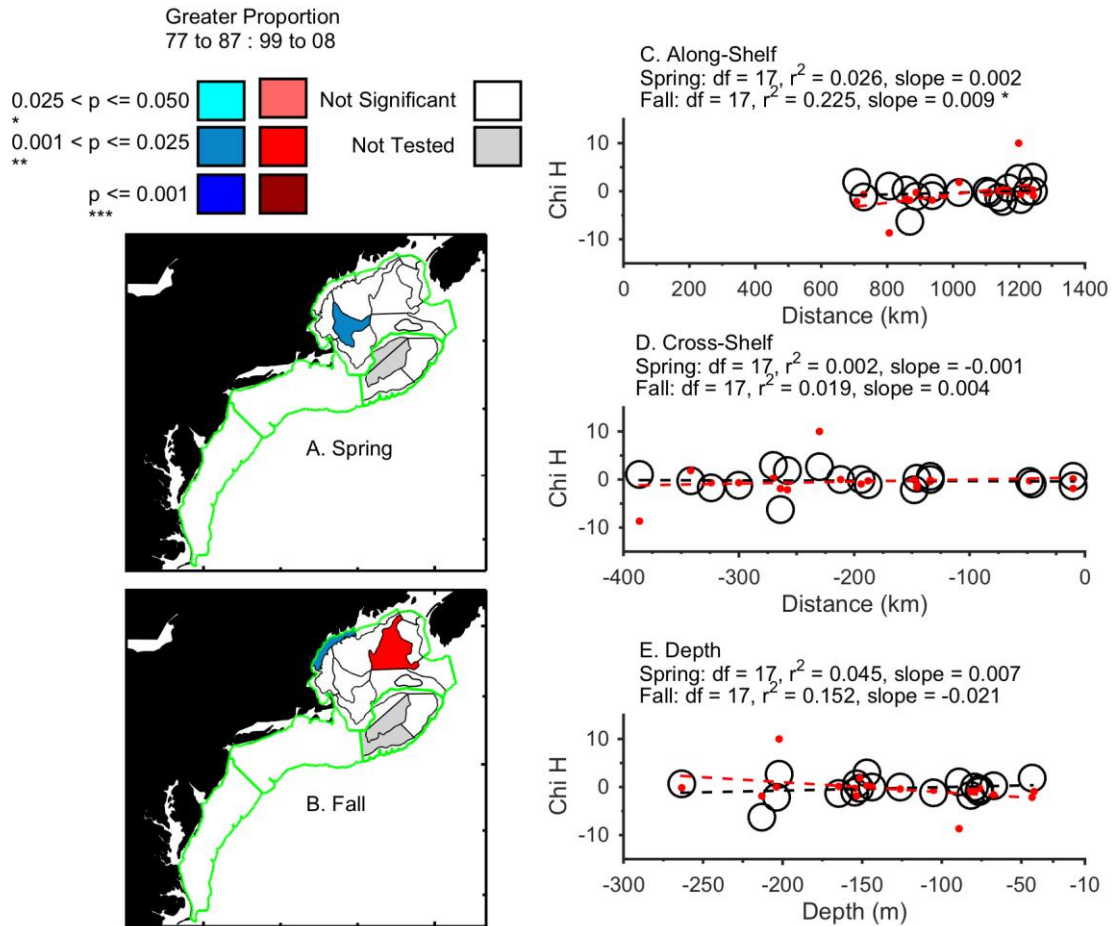 Greater Proportion
77 to 87 : 99 to 08
0.025 < p <= 0.050
*
Not Significant
0.001 < p <= 0.025
**
Not Tested
p <= 0.001
***
A. Spring
B. Fall
C. Along-Shelf
Spring: df = 17, r² = 0.026, slope = 0.002
Fall: df = 17, r² = 0.225, slope = 0.009 *
Chi H
10
0
-10
0 200 400 600 800 1000 1200 1400
Distance (km)
D. Cross-Shelf
Spring: df = 17, r² = 0.002, slope = -0.001
Fall: df = 17, r² = 0.019, slope = 0.004
Chi H
10
0
-10
-400 -300 -200 -100 0
Distance (km)
E. Depth
Spring: df = 17, r² = 0.045, slope = 0.007
Fall: df = 17, r² = 0.152, slope = -0.021
Chi H
10
0
-10
-300 -250 -200 -150 -100 -50 -10
Depth (m)